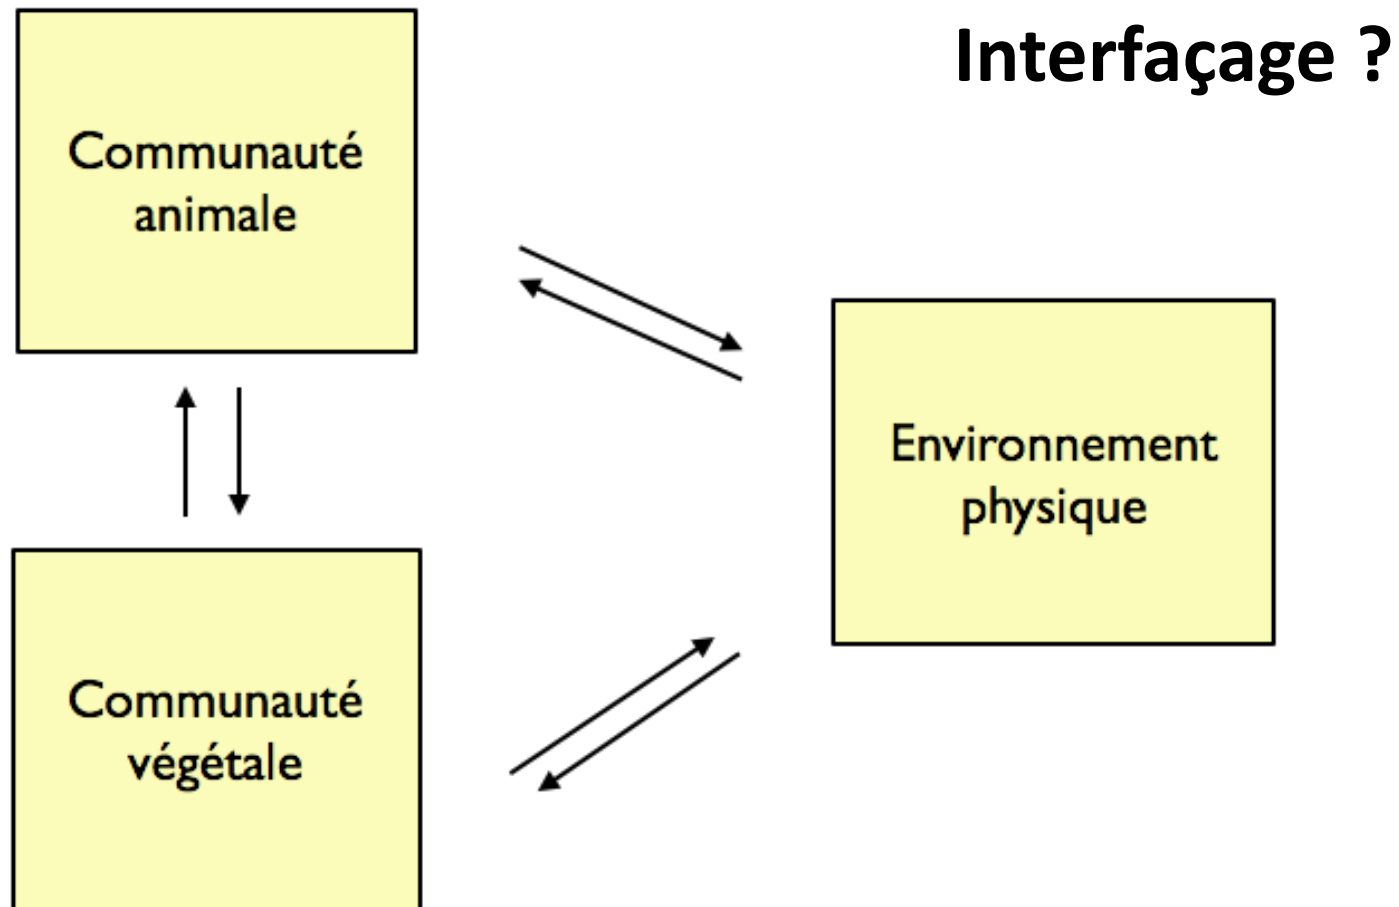 Interfaçage ?
Communauté
animale
Environnement
physique
Communauté
végétale